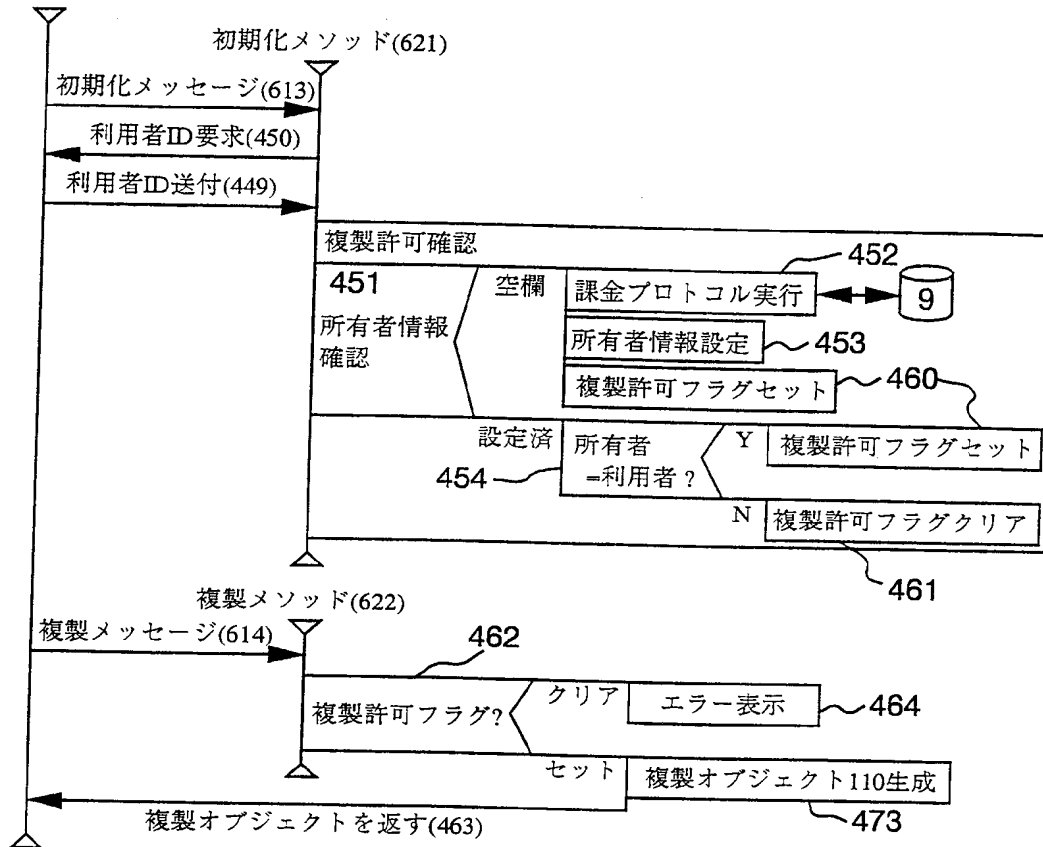 初期化メソッド(621)
初期化メッセージ(613)
利用者ID要求(450)
利用者ID送付(449)
複製許可確認
452
451
空欄
課金プロトコル実行
9
所有者情報
確認
所有者情報設定
453
複製許可フラグセット
460
設定済
所有者
=利用者?
Y
複製許可フラグセット
454
N
複製許可フラグクリア
461
複製メソッド(622)
複製メッセージ(614)
462
複製許可フラグ?
クリア
エラー表示
464
セット
複製オブジェクト110生成
複製オブジェクトを返す(463)
473